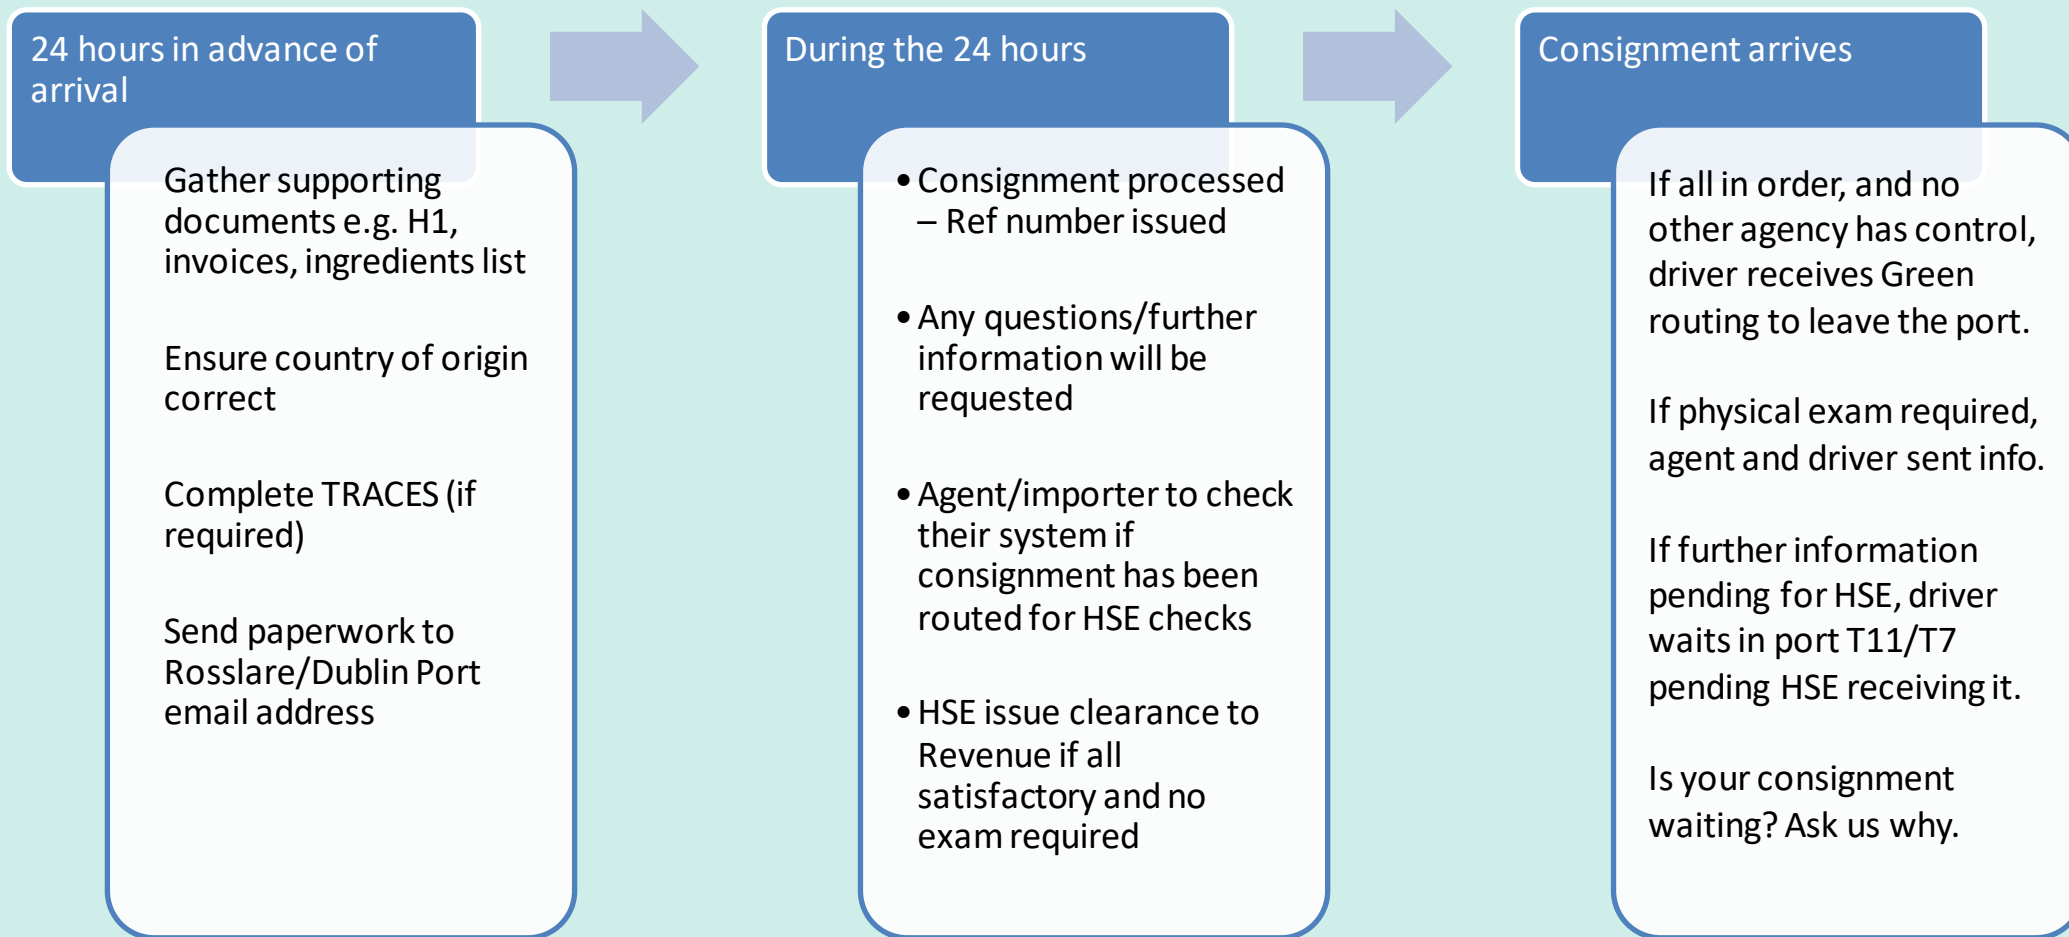 24 hours in advance of
arrival
Gather supporting
documents e.g. H1,
invoices, ingredients list
Ensure country of origin
correct
Complete TRACES (if
required)
Send paperwork to
Rosslare/Dublin Port
email address
During the 24 hours
• Consignment processed
– Ref number issued
• Any questions/further
information will be
requested
• Agent/importer to check
their system if
consignment has been
routed for HSE checks
• HSE issue clearance to
Revenue if all
satisfactory and no
exam required
Consignment arrives
If all in order, and no
other agency has control,
driver receives Green
routing to leave the port.
If physical exam required,
agent and driver sent info.
If further information
pending for HSE, driver
waits in port T11/T7
pending HSE receiving it.
Is your consignment
waiting? Ask us why.